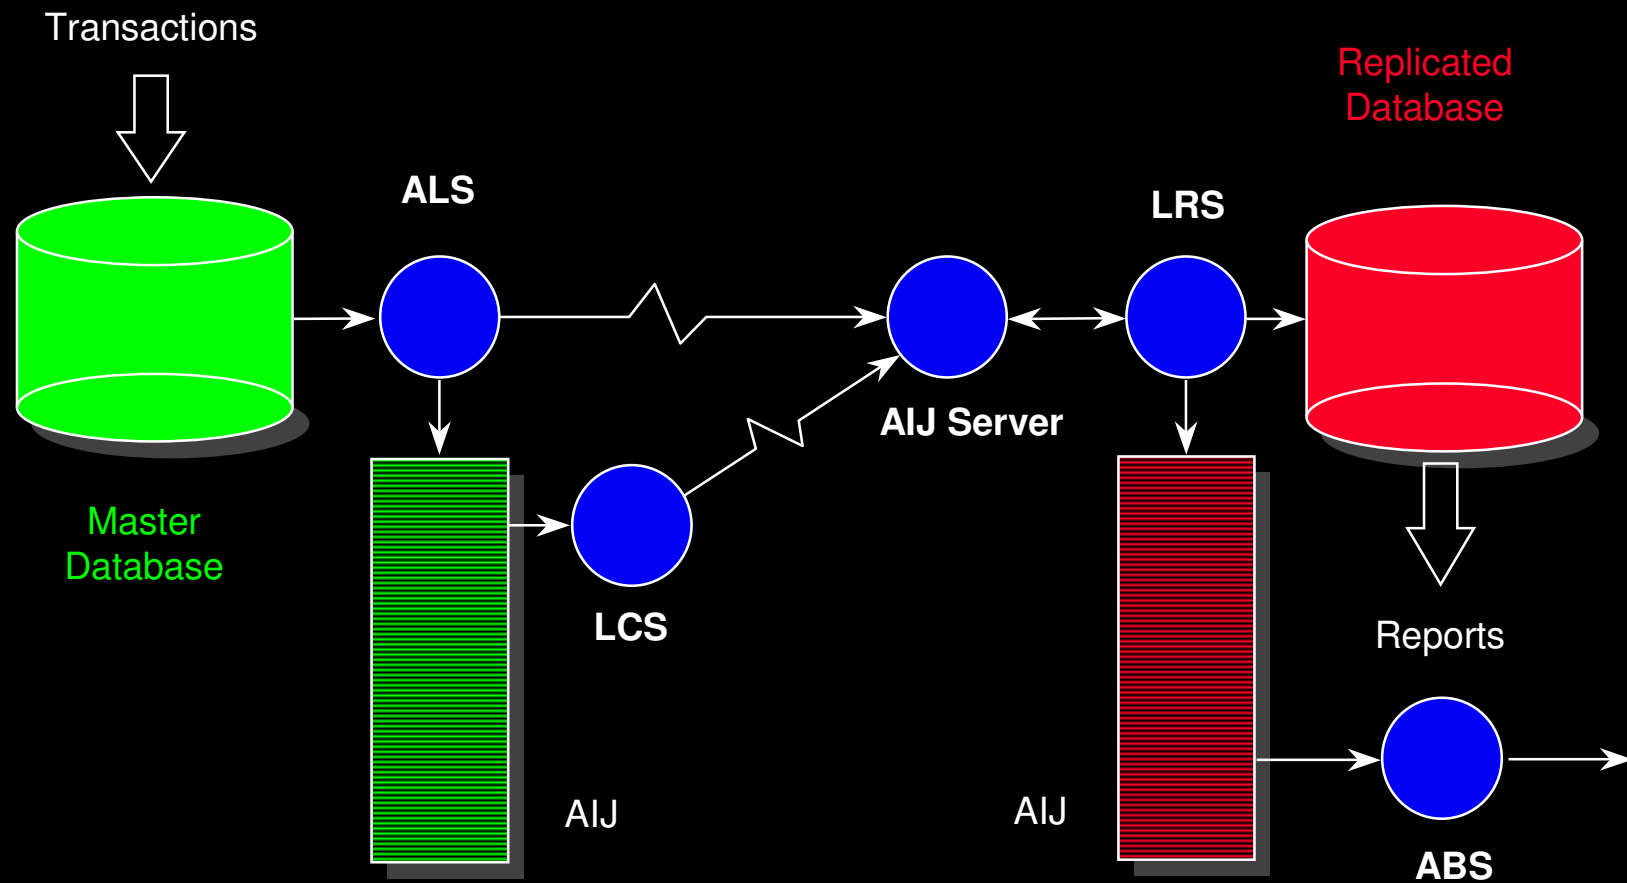 Transactions
Replicated
Database
ALS
LRS
AIJ Server
Master
Database
LCS
Reports
AIJ
AIJ
ABS